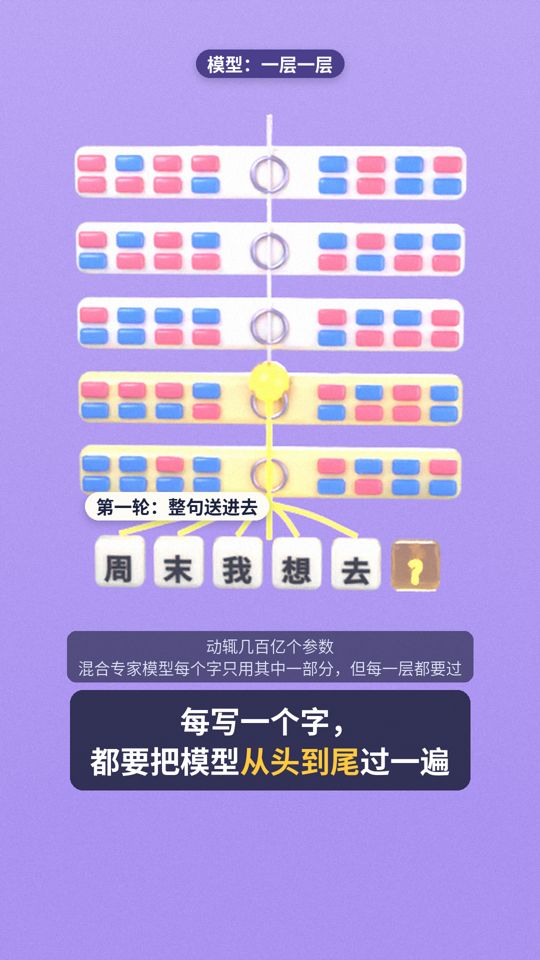 模型：一层一层
第一轮：整句送进去
周 末 我 想 去 ?
动辄几百亿个参数
混合专家模型每个字只用其中一部分，但每一层都要过
每写一个字，
都要把模型从头到尾过一遍